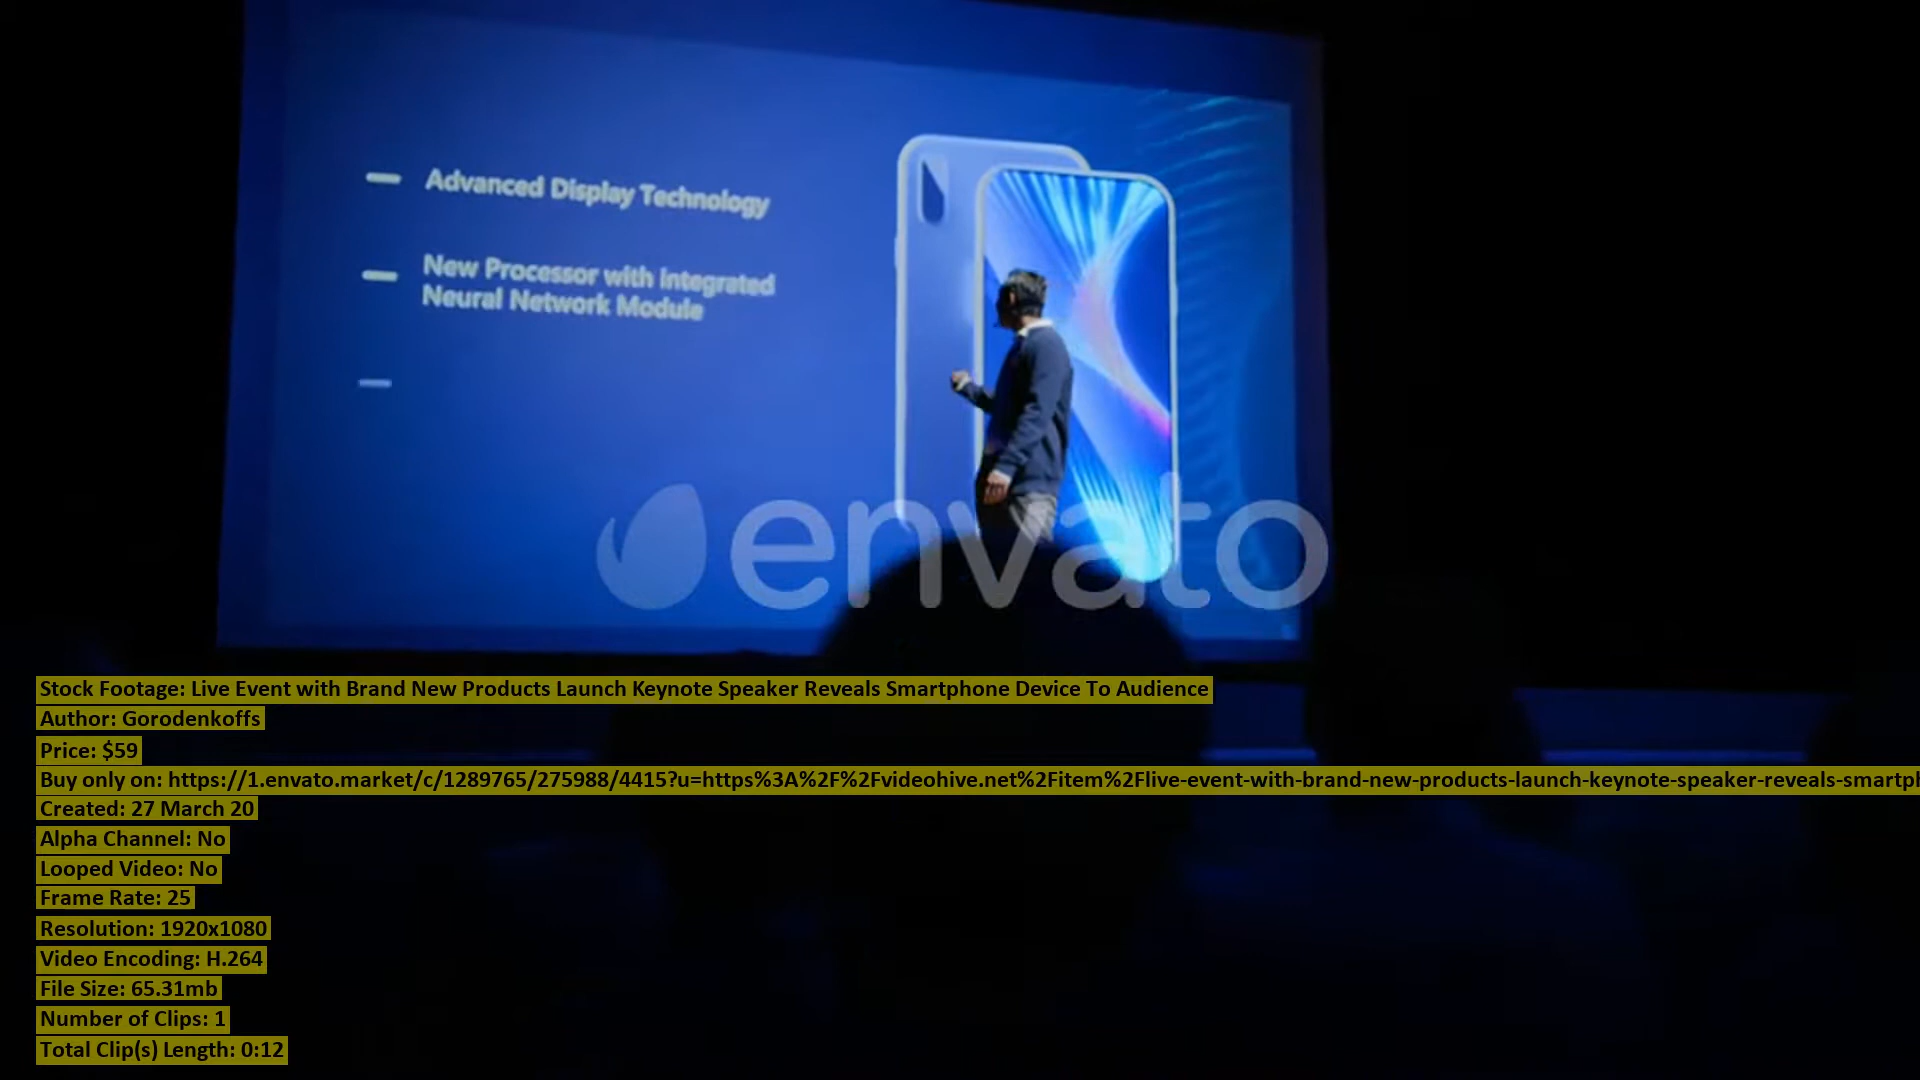 Advanced Display Technology
New Processor with Integrated
Neural Network Module
envato
Stock Footage: Live Event with Brand New Products Launch Keynote Speaker Reveals Smartphone Device To Audience
Author: Gorodenkoffs
Price: $59
Buy only on: https://1.envato.market/c/1289765/275988/4415?u=https%3A%2F%2Fvideohive.net%2Fitem%2Flive-event-with-brand-new-products-launch-keynote-speaker-reveals-smartph
Created: 27 March 20
Alpha Channel: No
Looped Video: No
Frame Rate: 25
Resolution: 1920x1080
Video Encoding: H.264
File Size: 65.31mb
Number of Clips: 1
Total Clip(s) Length: 0:12